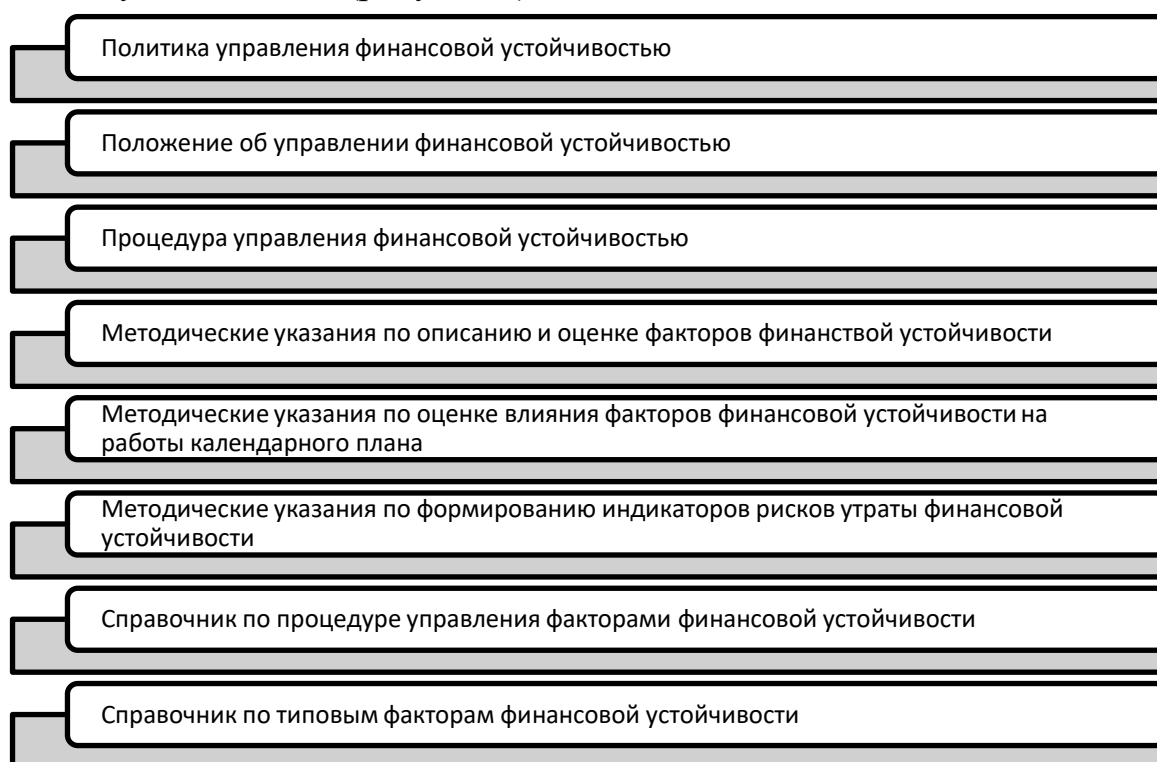 Политика управления финансовой устойчивостью
Положение об управлении финансовой устойчивостью
Процедура управления финансовой устойчивостью
Методические указания по описанию и оценке факторов финанствой устойчивости
Методические указания по оценке влияния факторов финансовой устойчивости на
работы календарного плана
Методические указания по формированию индикаторов рисков утраты финансовой
устойчивости
Справочник по процедуре управления факторами финансовой устойчивости
Справочник по типовым факторам финансовой устойчивости